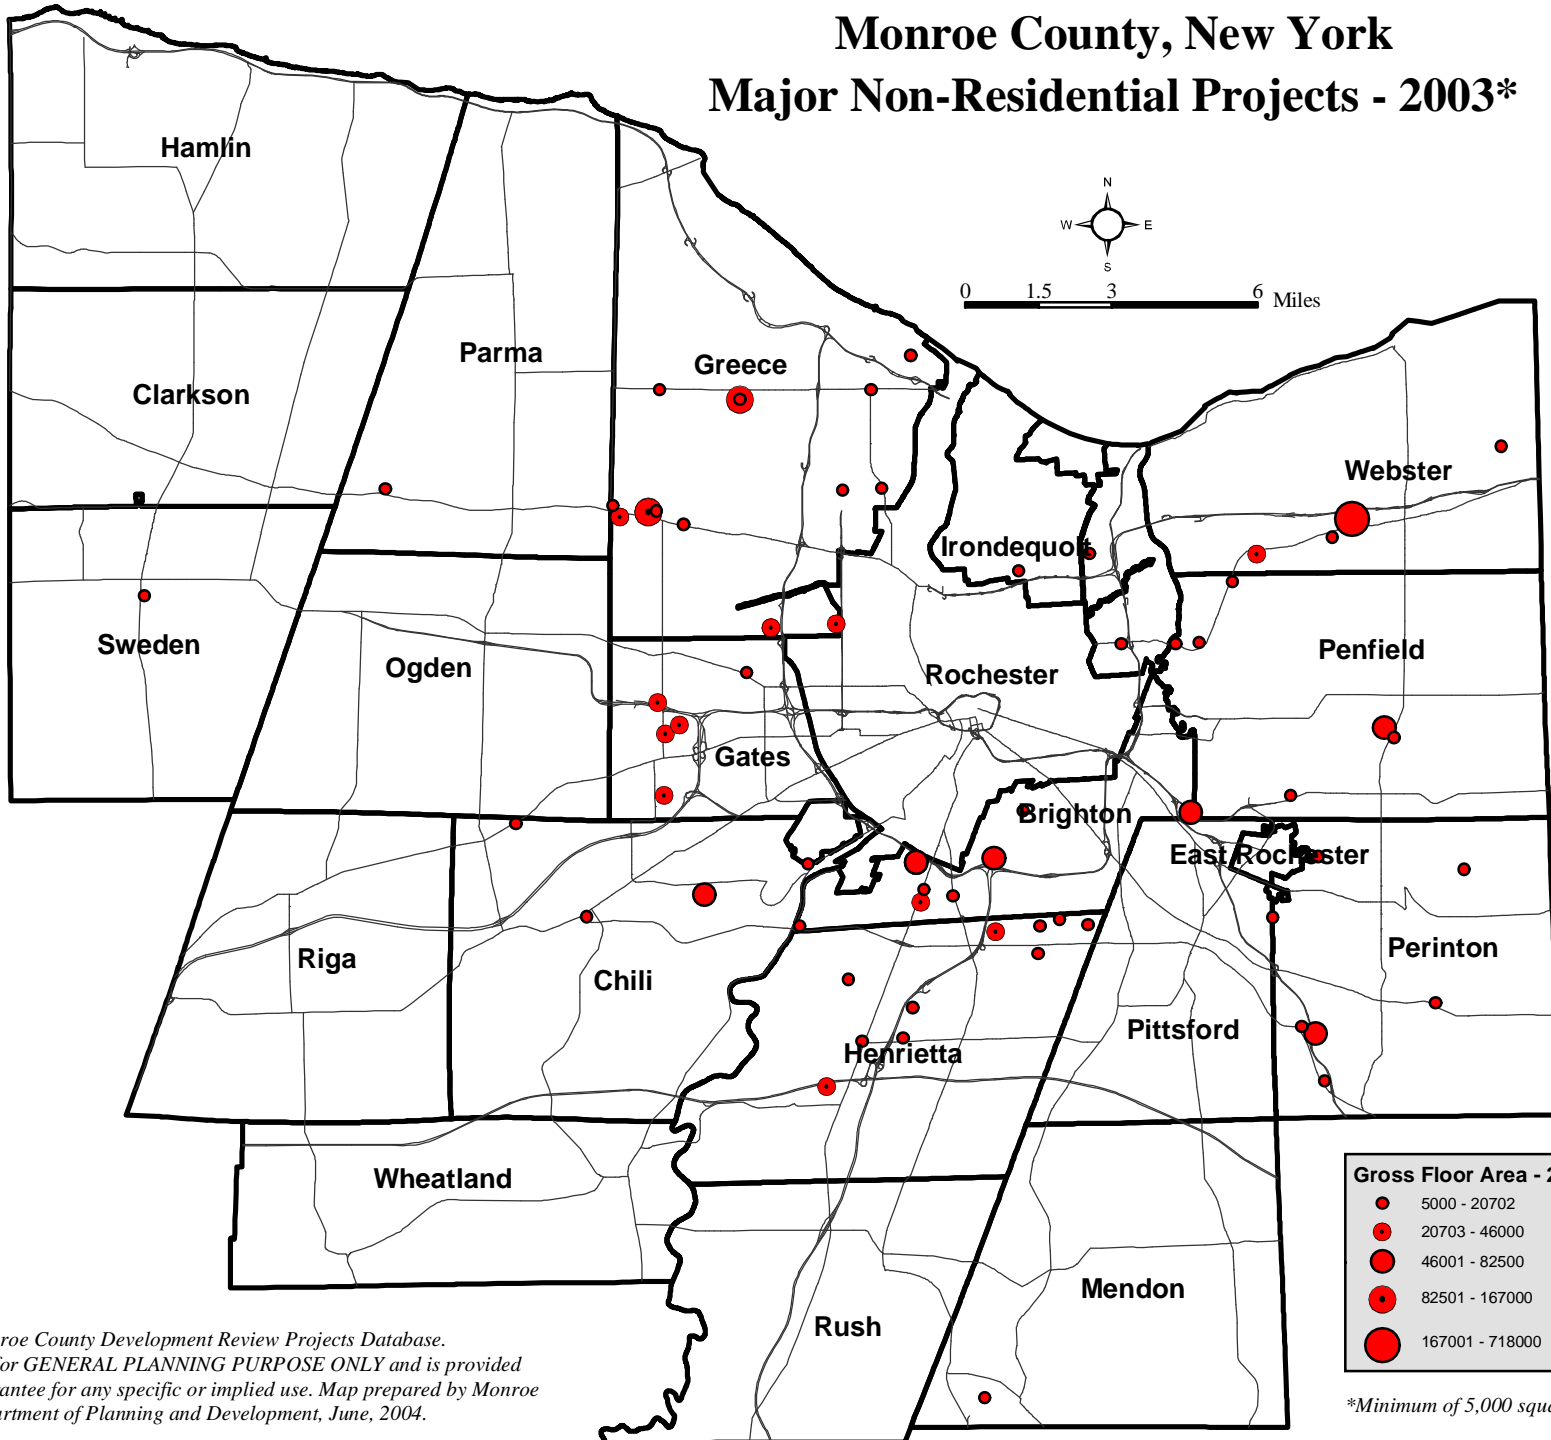 Monroe County, New York
Major Non-Residential Projects - 2003*
N
W E
S
0 1.5 3 6 Miles
Hamlin
Parma
Greece
Clarkson
Webster
Irondequoit
Sweden
Ogden
Rochester
Penfield
Gates
Brighton
East Rochester
Riga
Chili
Perinton
Pittsford
Henrietta
Wheatland
Mendon
Rush
Gross Floor Area - 2
5000 - 20702
20703 - 46000
46001 - 82500
82501 - 167000
167001 - 718000
*Minimum of 5,000 squ
roe County Development Review Projects Database.
or GENERAL PLANNING PURPOSE ONLY and is provided
rantee for any specific or implied use. Map prepared by Monroe
artment of Planning and Development, June, 2004.